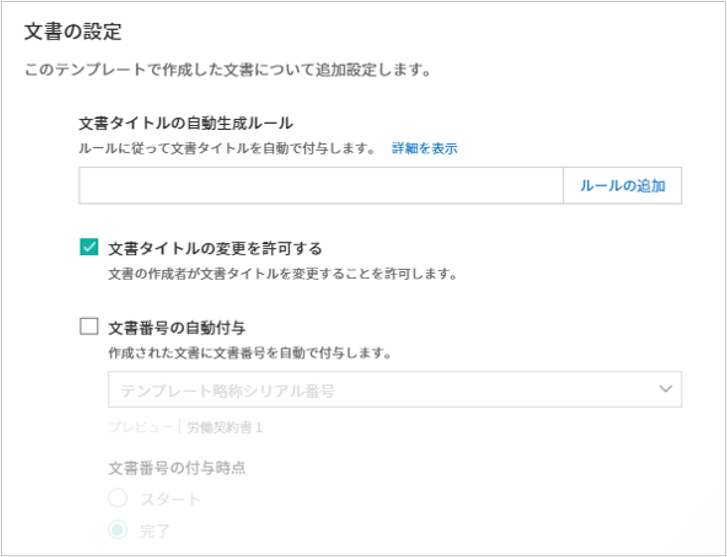 文書の設定
このテンプレートで作成した文書について追加設定します。
文書タイトルの自動生成ルール
ルールに従って文書タイトルを自動で付与します。 詳細を表示
ルールの追加
文書タイトルの変更を許可する
文書の作成者が文書タイトルを変更することを許可します。
文書番号の自動付与
作成された文書に文書番号を自動で付与します。
テンプレート略称シリアル番号
プレビュー | 労働契約書 1
文書番号の付与時点
スタート
完了